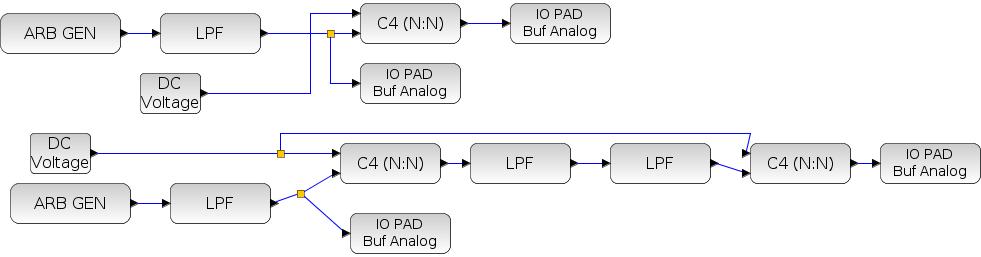 ARB GEN
LPF
C4 (N:N)
IO PAD
Buf Analog
DC
Voltage
IO PAD
Buf Analog
DC
Voltage
C4 (N:N)
LPF
LPF
C4 (N:N)
IO PAD
Buf Analog
ARB GEN
LPF
IO PAD
Buf Analog